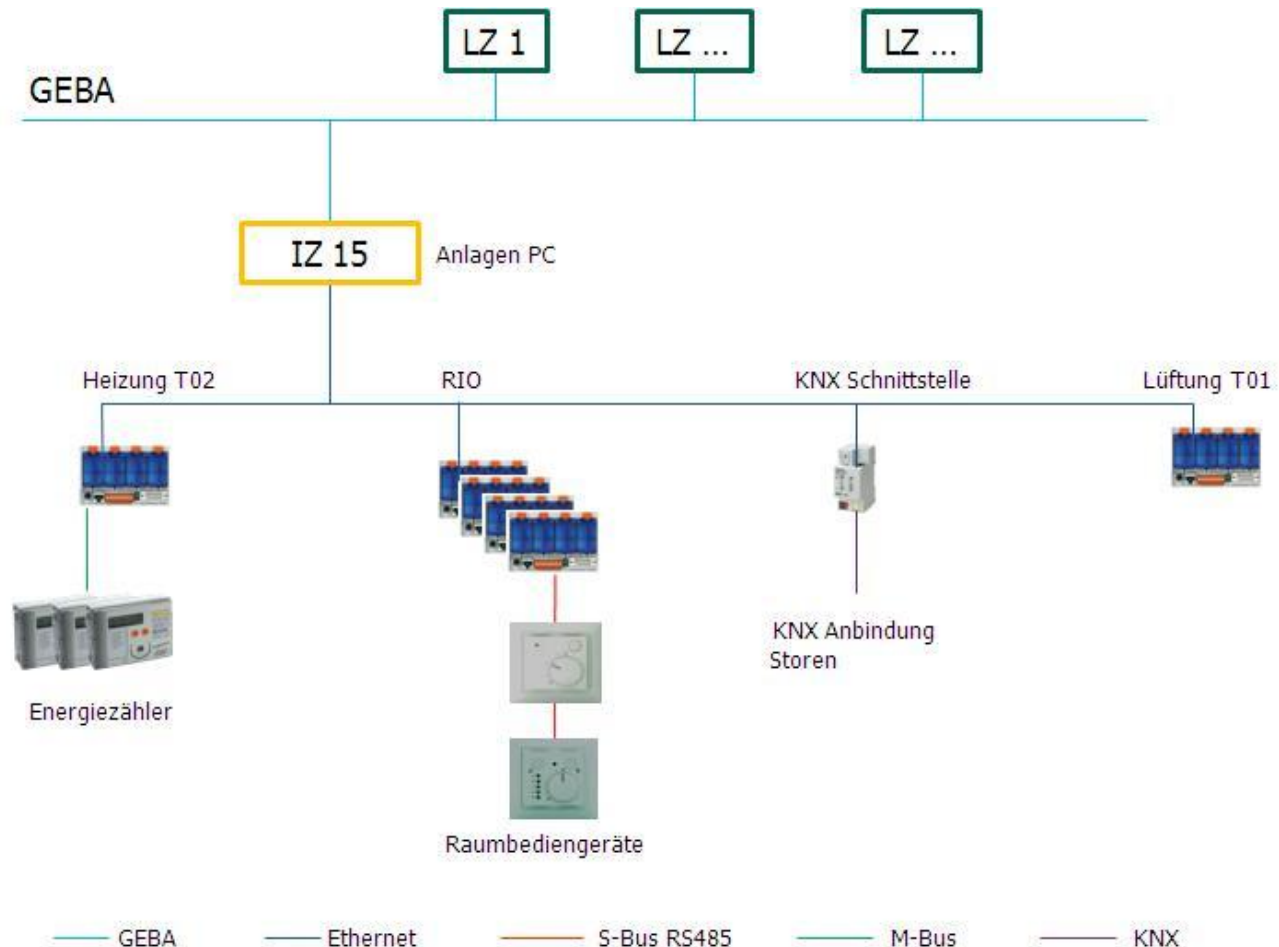 LZ 1
LZ ...
LZ ...
GEBA
IZ 15
Anlagen PC
Heizung T02
RIO
KNX Schnittstelle
Lüftung T01
KNX Anbindung
Storen
Energiezähler
Raumbediengeräte
GEBA
Ethernet
S-Bus RS485
M-Bus
KNX